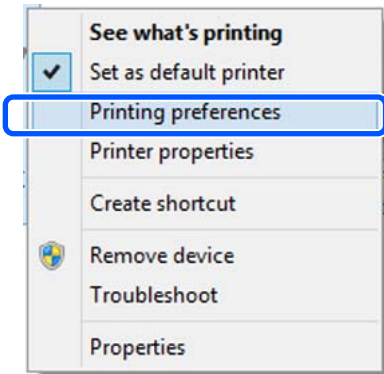 See what's printing
Set as default printer
Printing preferences
Printer properties
Create shortcut
Remove device
Troubleshoot
Properties